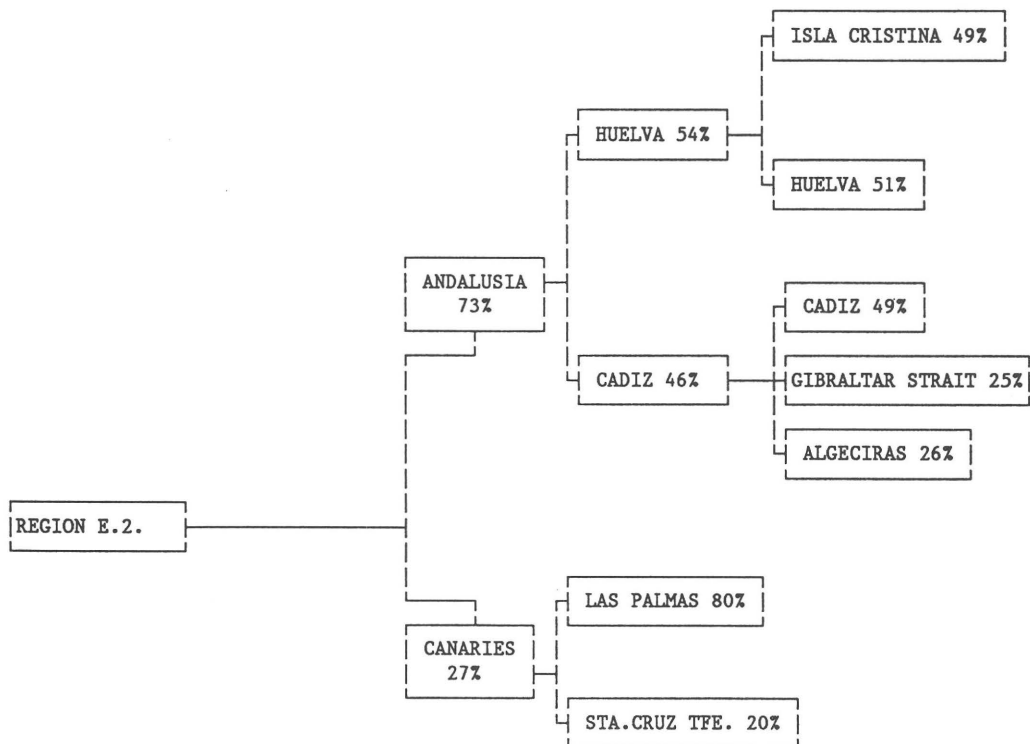 ISLA CRISTINA 49%
HUELVA 54%
HUELVA 51%
ANDALUSIA
73%
CADIZ 49%
CADIZ 46%
GIBRALTAR STRAIT 25%
ALGECIRAS 26%
REGION E.2.
LAS PALMAS 80%
CANARIES
27%
STA.CRUZ TFE. 20%